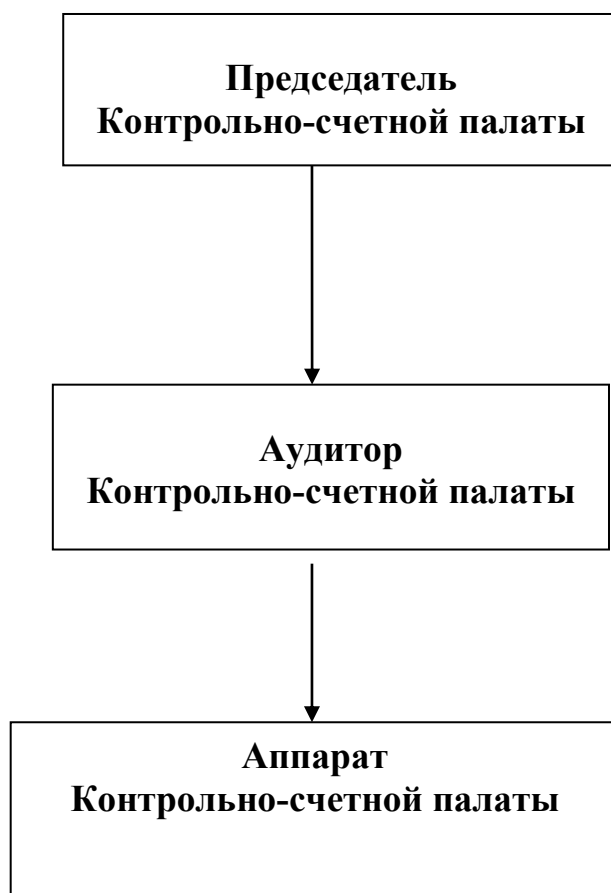 Председатель
Контрольно-счетной палаты
Аудитор
Контрольно-счетной палаты
Аппарат
Контрольно-счетной палаты